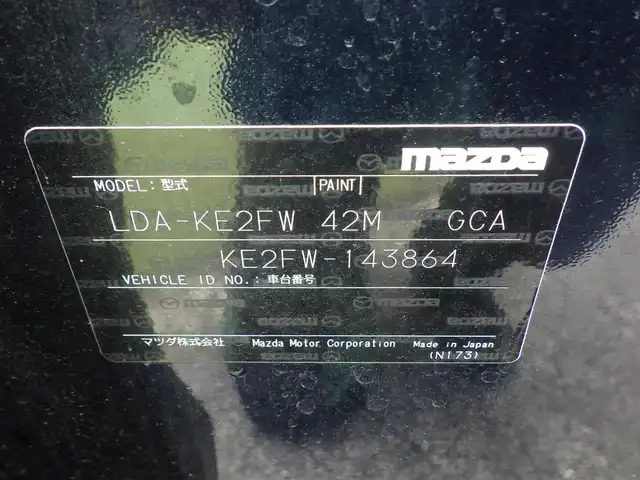 mazda
MODEL: 型式 PAINT
LDA-KE2FW 42M GCA
KE2FW-143864
VEHICLE ID NO.: 車台番号
マツダ株式会社 Mazda Motor Corporation Made in Japan
(N173)